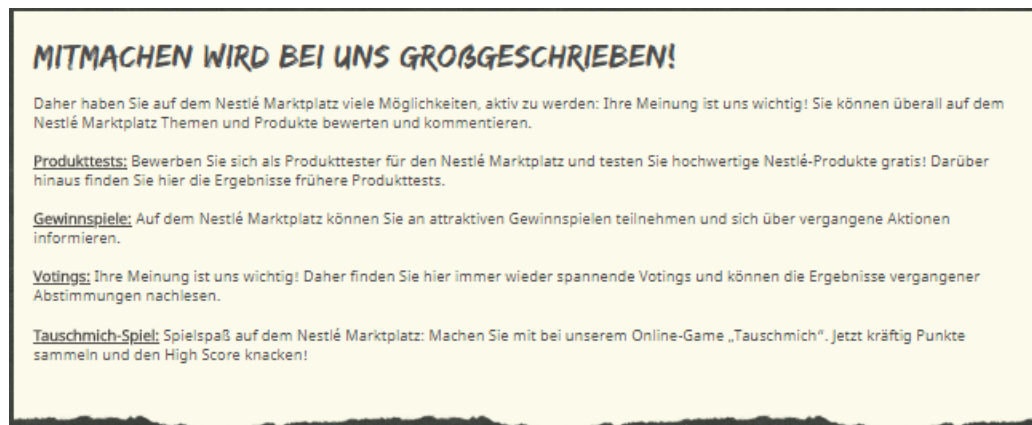 MITMACHEN WIRD BEI UNS GROßGESCHRIEBEN!
Daher haben Sie auf dem Nestlé Marktplatz viele Möglichkeiten, aktiv zu werden: Ihre Meinung ist uns wichtig! Sie können überall auf dem
Nestlé Marktplatz Themen und Produkte bewerten und kommentieren.
Produkttests: Bewerben Sie sich als Produkttester für den Nestlé Marktplatz und testen Sie hochwertige Nestlé-Produkte gratis! Darüber
hinaus finden Sie hier die Ergebnisse frühere Produkttests.
Gewinnspiele: Auf dem Nestlé Marktplatz können Sie an attraktiven Gewinnspielen teilnehmen und sich über vergangene Aktionen
informieren.
Votings: Ihre Meinung ist uns wichtig! Daher finden Sie hier immer wieder spannende Votings und können die Ergebnisse vergangener
Abstimmungen nachlesen.
Tauschmich-Spiel: Spielspaß auf dem Nestlé Marktplatz: Machen Sie mit bei unserem Online-Game „Tauschmich“. Jetzt kräftig Punkte
sammeln und den High Score knacken!